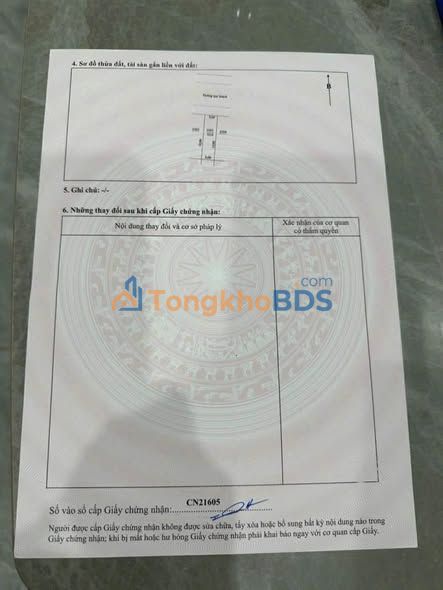 4. Sơ đồ thửa đất, tài sản gắn liền với đất:
B
Đường quy hoạch
5. Ghi chú: -/-
6. Những thay đổi sau khi cấp Giấy chứng nhận:
Nội dung thay đổi và cơ sở pháp lý
Xác nhận của cơ quan
có thẩm quyền
TongkhoBDS.com
CN21605
Số vào sổ cấp Giấy chứng nhận:
Người được cấp Giấy chứng nhận không được sửa chữa, tẩy xóa hoặc bổ sung bất kỳ nội dung nào trong
Giấy chứng nhận; khi bị mất hoặc hư hỏng Giấy chứng nhận phải khai báo ngay với cơ quan cấp Giấy.